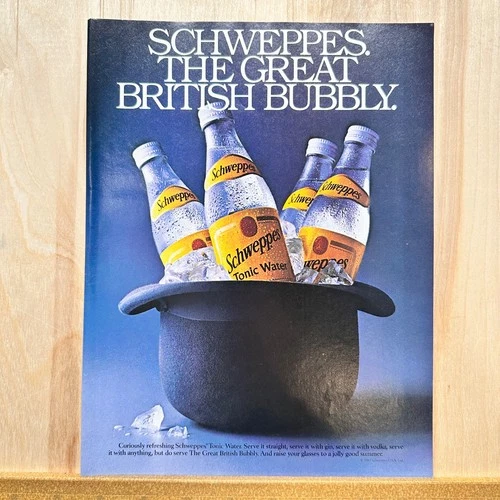 SCHWEPPES.
THE GREAT
BRITISH BUBBLY.
Schweppes
Schweppes
Schweppes
Schweppes
Tonic Water
Curiously refreshing Schweppes' Tonic Water. Serve it straight, serve it with gin, serve it with vodka, serve
it with anything, but do serve The Great British Bubbly. And raise your glasses to a jolly good summer.